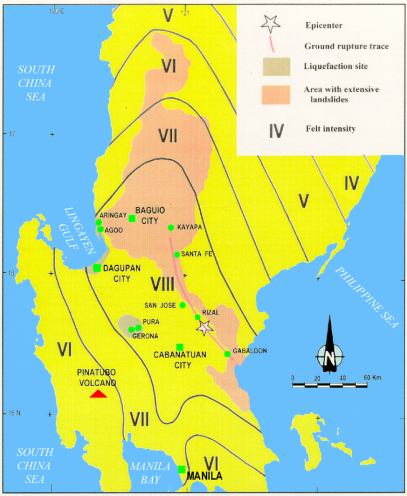 120°E
V
Epicenter
Ground rupture trace
Liquefaction site
Area with extensive
landslides
IV
Felt intensity
SOUTH
CHINA
SEA
VI
VII
V
IV
LINGAYEN
GULF
ARINGAY
AGOO
BAGUIO
CITY
KAYAPA
SANTA FE
DAGUPAN
CITY
VIII
PHILIPPINE SEA
SAN JOSE
RIZAL
PURA
GERONA
CABANATUAN
CITY
GABALDON
VI
PINATUBO
VOLCANO
N
0 20 40 60 Km
15 N
VII
SOUTH
CHINA
SEA
MANILA
BAY
VI
MANILA